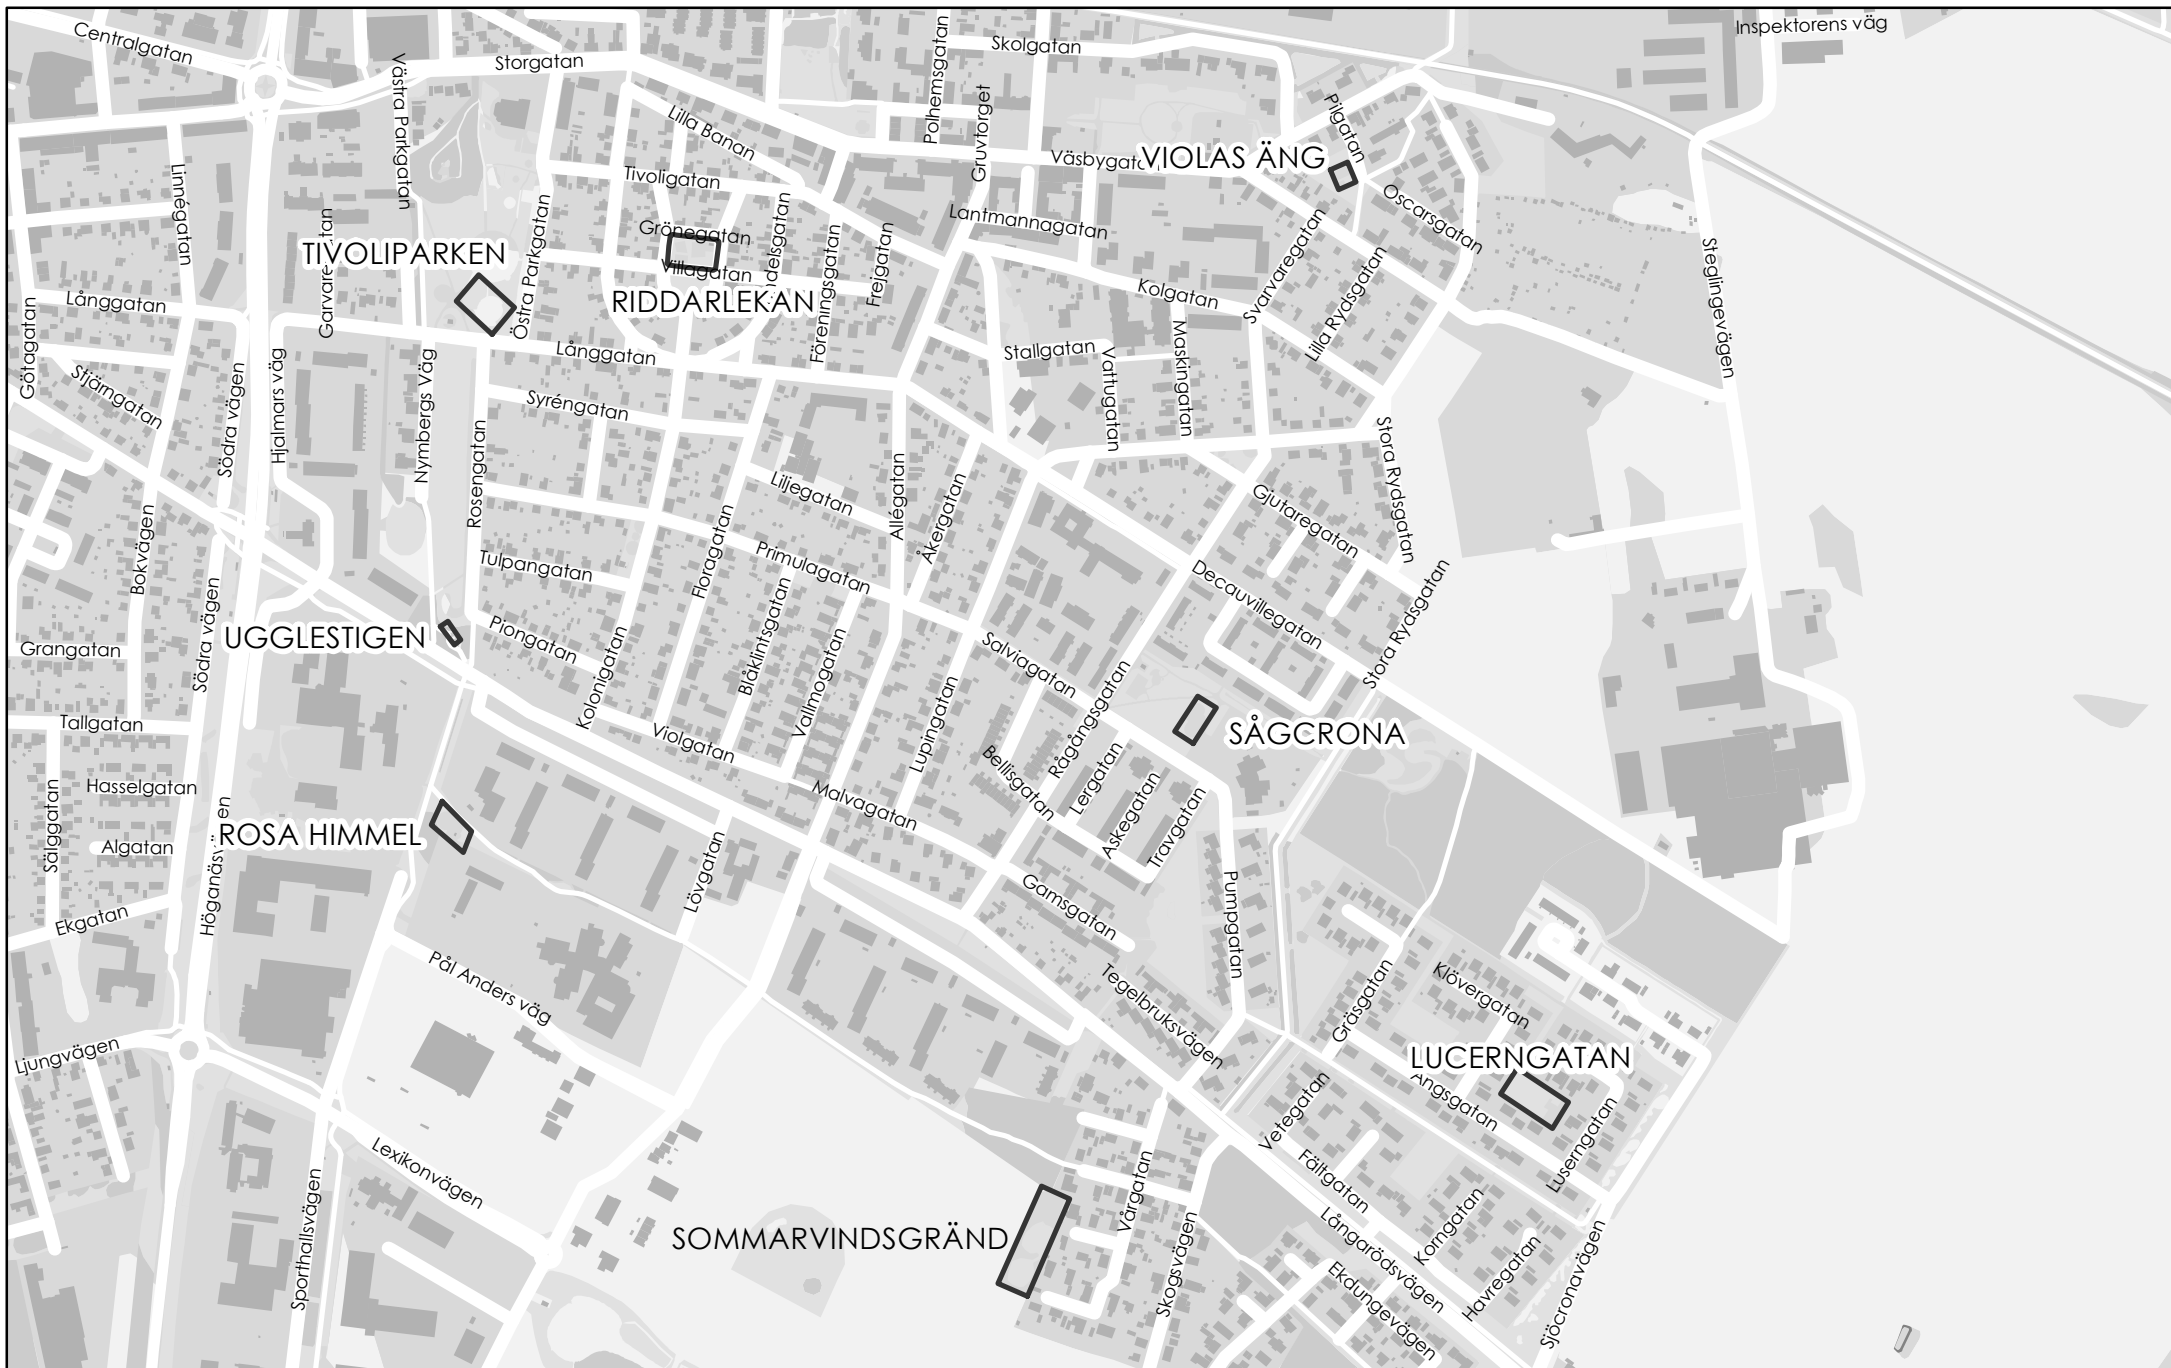 Inspektorens väg
Centralgatan
Skolgatan
Storgatan
Västra Parkgatan
Polhemsgatan
Gruvtorget
Lilla Banan
Pilgatan
VIOLAS ÄNG
Linnégatan
Tivoligatan
Oscarsgatan
Lantmannagatan
Grönegatan
TIVOLIPARKEN
Östra Parkgatan
Villagatan
RIDDARLEKAN
Föreningsgatan
Frejgatan
Svarvaregatan
Lilla Rydsgatan
Steglingevägen
Kolgatan
Långgatan
Götagatan
Stjärngatan
Södra vägen
Hjalmars väg
Nymbergs Väg
Långgatan
Stallgatan
Vattugatan
Maskingatan
Syréngatan
Rosengatan
Stora Rydsgatan
Liljegatan
Allégatan
Åkergatan
Gjutaregatan
Bokvägen
Floragatan
Primulagatan
Tulpangatan
Decauvillegatan
Södra vägen
UGGLESTIGEN
Piongatan
Kolonigatan
Blåklintsgatan
Vallmogatan
Salviagatan
Stora Rydsgatan
Grangatan
Tallgatan
Violgatan
Lupingatan
Rågångsgatan
SÅGCRONA
Hasselgatan
Sälggatan
Algatan
Malvagatan
Bellisgatan
Lergatan
Askegatan
Travgatan
ROSA HIMMEL
Lövgatan
Ekgatan
Gamsgatan
Pumpgatan
Pål Anders väg
Tegelbruksvägen
Gräsgatan
Klövergatan
Ljungvägen
LUCERNGATAN
Ängsgatan
Vetegatan
Luserngatan
Lexikonvägen
Fältgatan
Vårgatan
Sporthallsvägen
SOMMARVINDSGRÄND
Skogsvägen
Långarödsvägen
Korngatan
Havregatan
Ekdungevägen
Sjöcronavägen